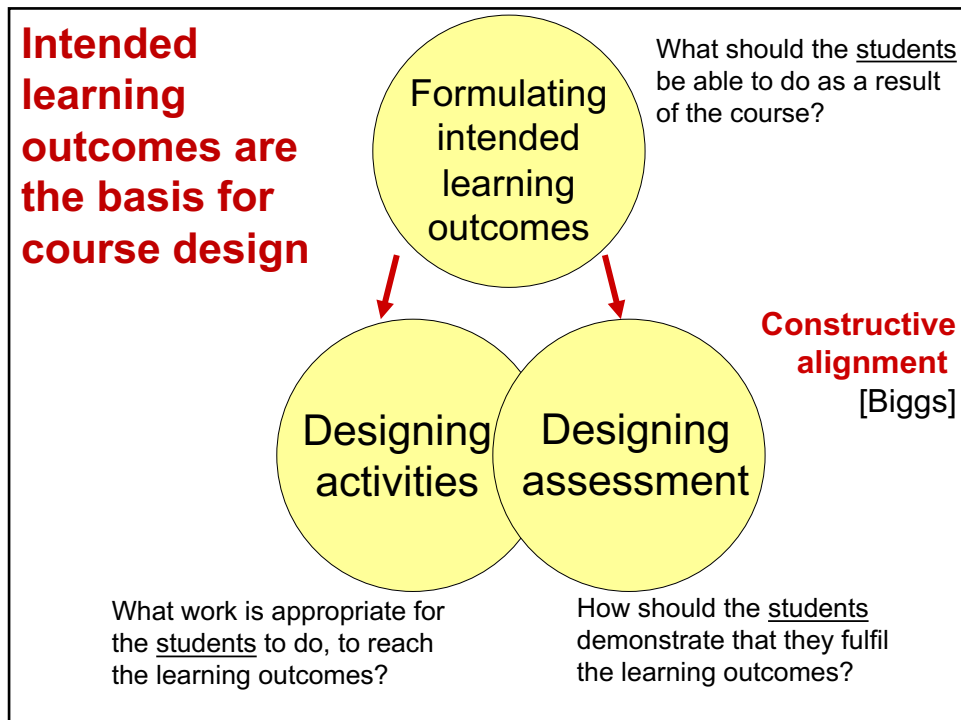 Intended
learning
outcomes are
the basis for
course design
Formulating
intended
learning
outcomes
What should the students
be able to do as a result
of the course?
Constructive
alignment
[Biggs]
Designing
activities
Designing
assessment
What work is appropriate for
the students to do, to reach
the learning outcomes?
How should the students
demonstrate that they fulfil
the learning outcomes?